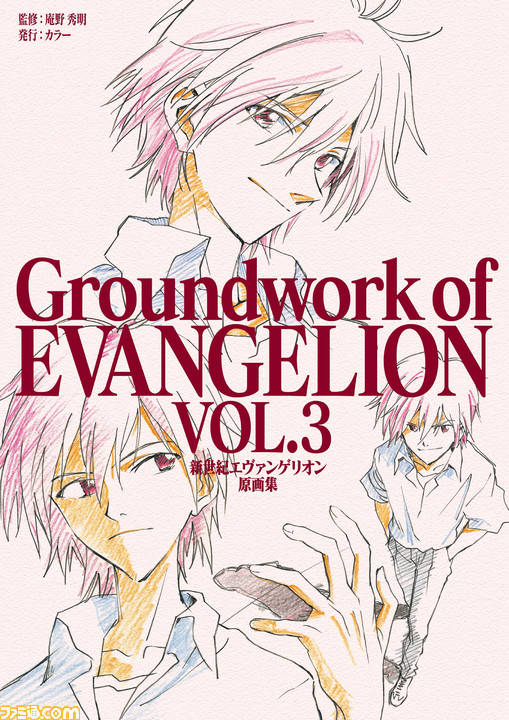 監修：庵野 秀明
発行：カラー
Groundwork of
EVANGELION
VOL.3
新世紀エヴァンゲリオン
原画集
ファミ通.com